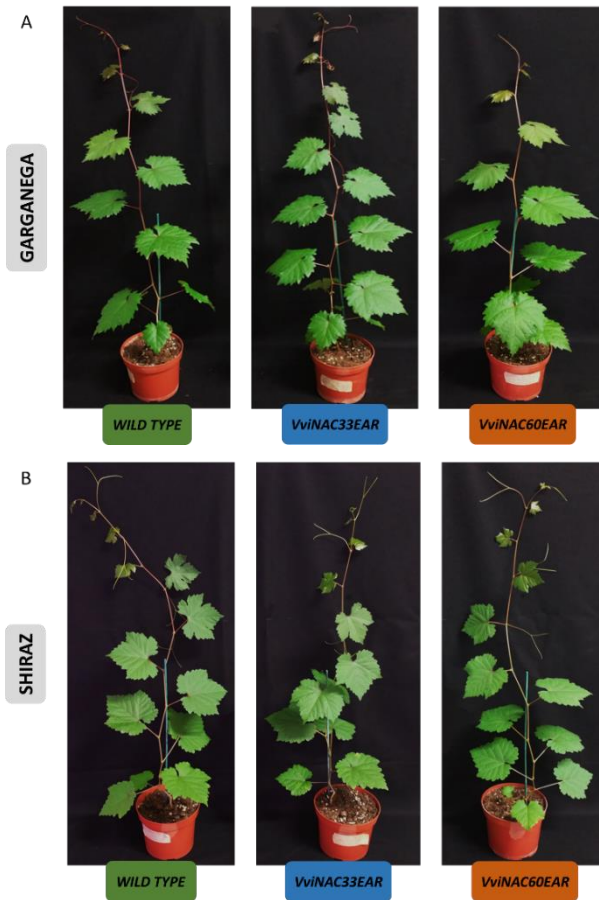 A
GARGANEGA
WILD TYPE
VviNAC33EAR
VviNAC60EAR
B
SHIRAZ
WILD TYPE
VviNAC33EAR
VviNAC60EAR